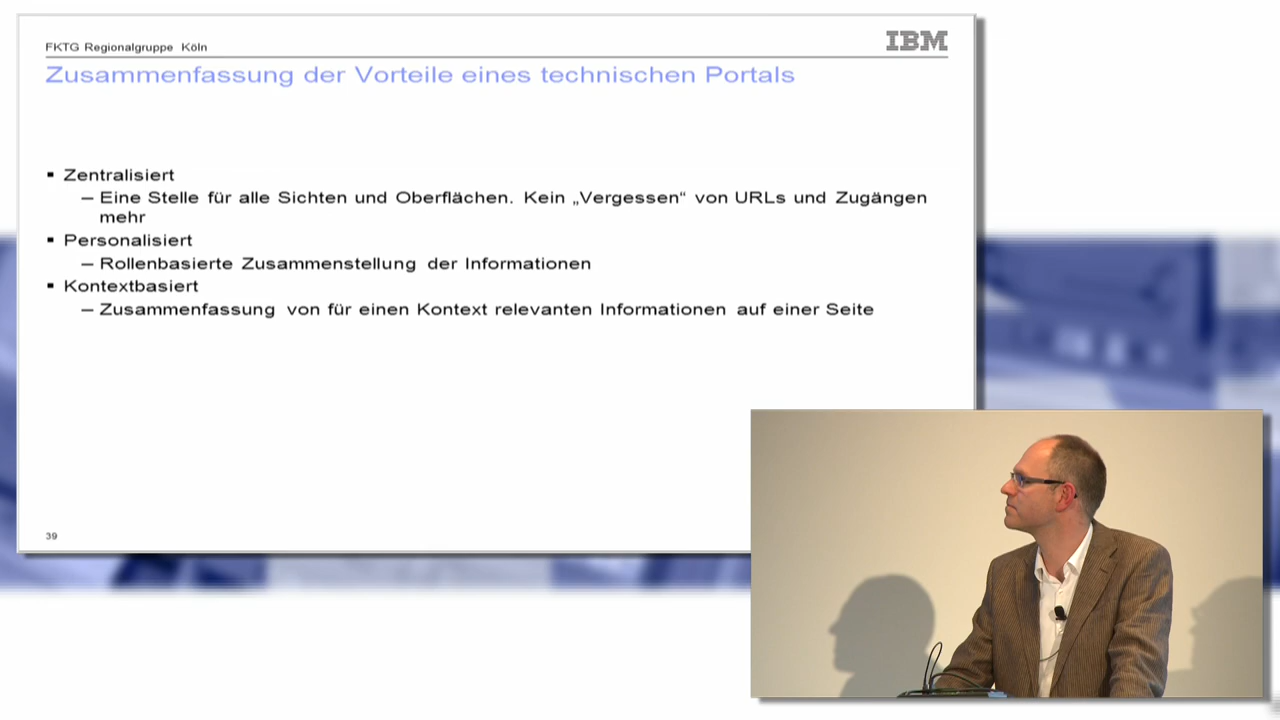 FKTG Regionalgruppe Köln
IBM
Zusammenfassung der Vorteile eines technischen Portals
▪ Zentralisiert
– Eine Stelle für alle Sichten und Oberflächen. Kein „Vergessen“ von URLs und Zugängen
mehr
▪ Personalisiert
– Rollenbasierte Zusammenstellung der Informationen
▪ Kontextbasiert
– Zusammenfassung von für einen Kontext relevanten Informationen auf einer Seite
39